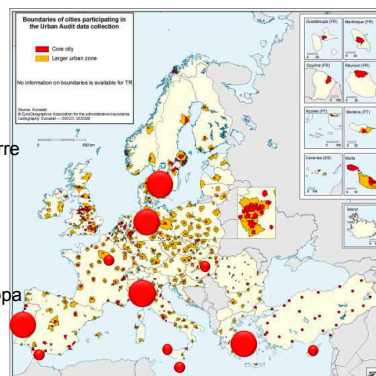 Boundaries of cities participating in
the Urban Audit data collection
Core city
Larger urban zone
No information on boundaries is available for TR
Source: Eurostat
© EuroGeographics Association for the administrative boundaries
Guadeloupe (FR)
Martinique (FR)
Guyane (FR)
Réunion (FR)
Açores (PT)
Madeira (PT)
Canarias (ES)
Malta
Island
rre
opa